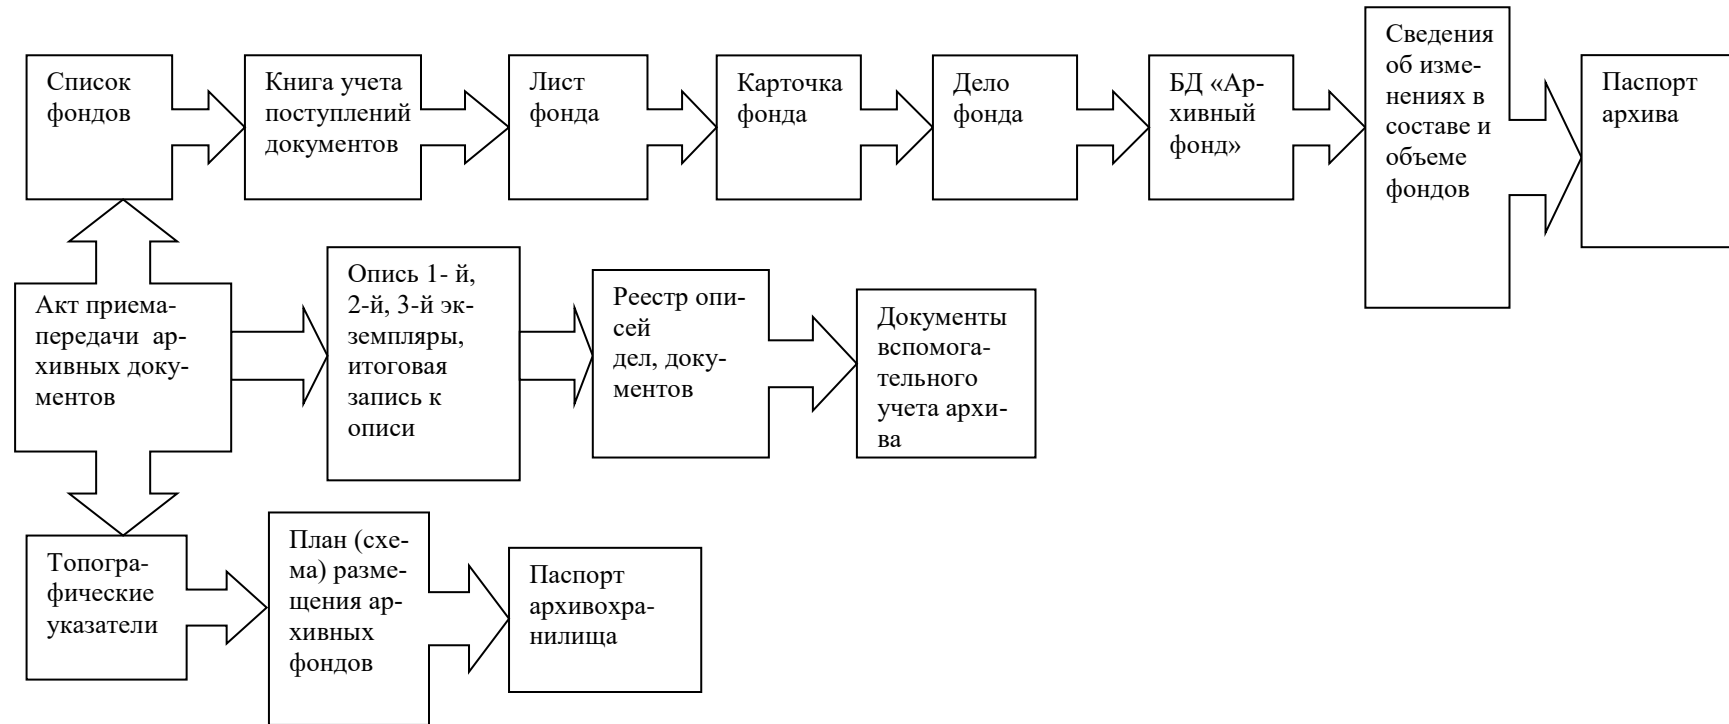 Список
фондов
Книга учета
поступлений
документов
Лист
фонда
Карточка
фонда
Дело
фонда
БД «Ар-
хивный
фонд»
Сведения
об изме-
нениях в
составе и
объеме
фондов
Паспорт
архива
Акт приема-
передачи  ар-
хивных доку-
ментов
Опись 1- й,
2-й, 3-й эк-
земпляры,
итоговая
запись к
описи
Реестр опи-
сей
дел, доку-
ментов
Документы
вспомога-
тельного
учета архи-
ва
Топогра-
фические
указатели
План (схе-
ма) разме-
щения ар-
хивных
фондов
Паспорт
архивохра-
нилища